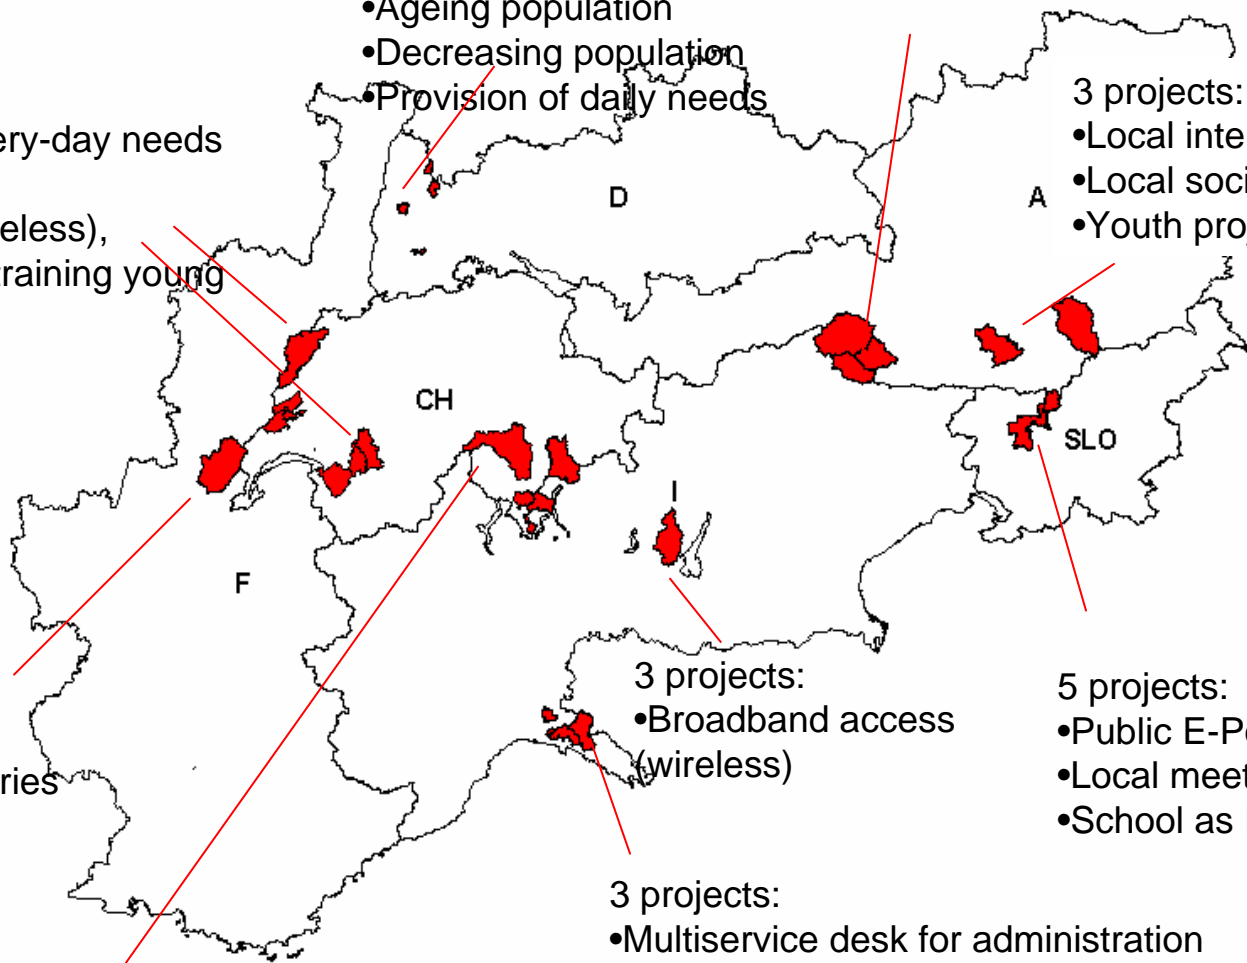 •Ageing population
•Decreasing population
•Provision of daily needs
ery-day needs
eless),
training young
3 projects:
•Local inte
•Local soci
•Youth pro
D
A
CH
SLO
I
F
3 projects:
•Broadband access
(wireless)
5 projects:
•Public E-Po
•Local meet
•School as
ries
3 projects:
•Multiservice desk for administration